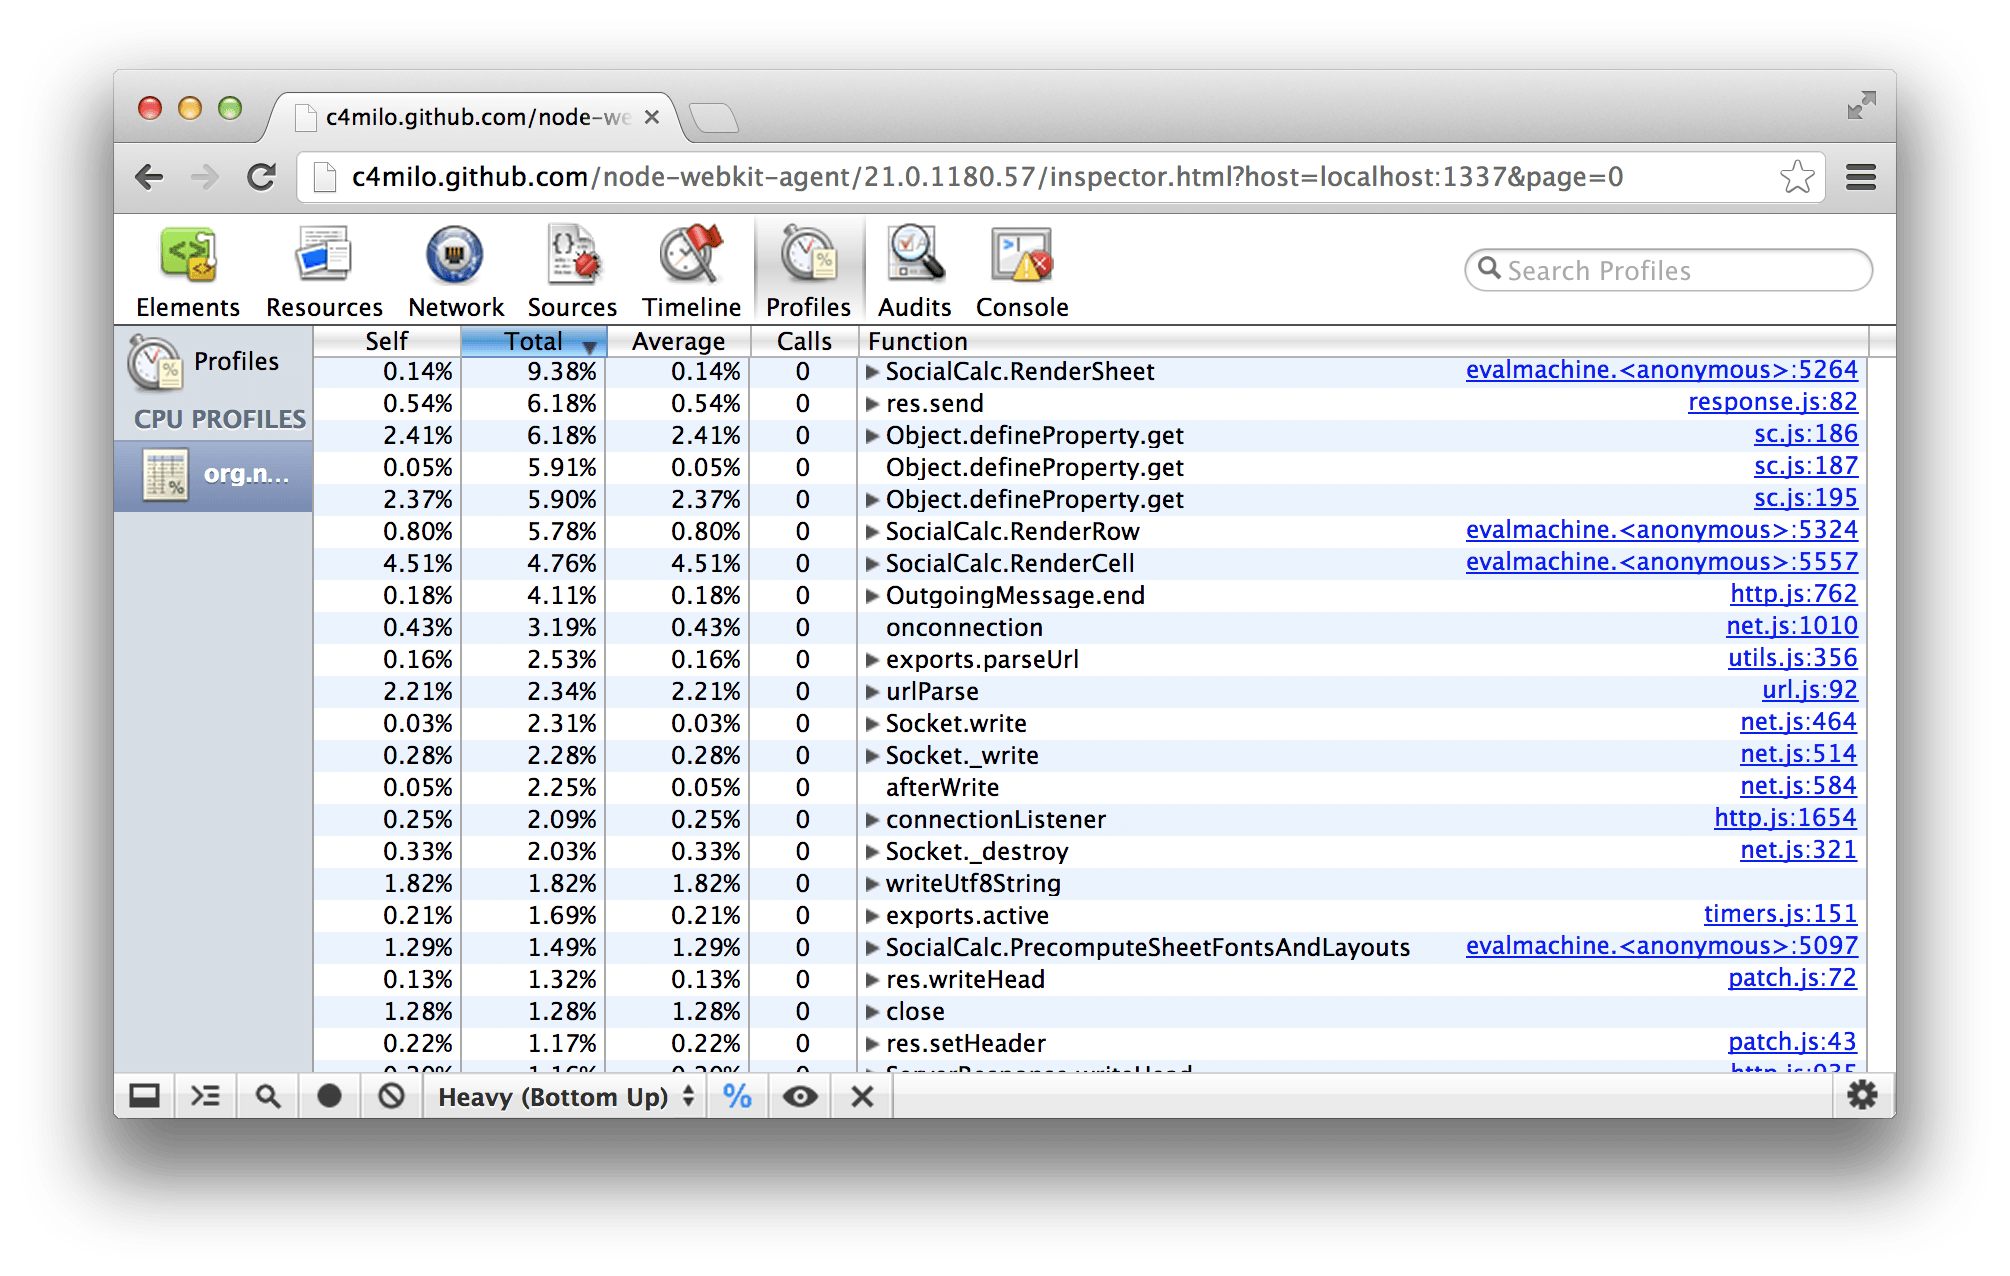 c4milo.github.com/node-we
c4milo.github.com/node-webkit-agent/21.0.1180.57/inspector.html?host=localhost:1337&page=0
Elements Resources Network Sources Timeline Profiles Audits Console Search Profiles
Profiles
CPU PROFILES
org.n...
Self Total Average Calls Function
0.14% 9.38% 0.14% 0 SocialCalc.RenderSheet evalmachine.<anonymous>:5264
0.54% 6.18% 0.54% 0 res.send response.js:82
2.41% 6.18% 2.41% 0 Object.defineProperty.get sc.js:186
0.05% 5.91% 0.05% 0 Object.defineProperty.get sc.js:187
2.37% 5.90% 2.37% 0 Object.defineProperty.get sc.js:195
0.80% 5.78% 0.80% 0 SocialCalc.RenderRow evalmachine.<anonymous>:5324
4.51% 4.76% 4.51% 0 SocialCalc.RenderCell evalmachine.<anonymous>:5557
0.18% 4.11% 0.18% 0 OutgoingMessage.end http.js:762
0.43% 3.19% 0.43% 0 onconnection net.js:1010
0.16% 2.53% 0.16% 0 exports.parseUrl utils.js:356
2.21% 2.34% 2.21% 0 urlParse url.js:92
0.03% 2.31% 0.03% 0 Socket.write net.js:464
0.28% 2.28% 0.28% 0 Socket._write net.js:514
0.05% 2.25% 0.05% 0 afterWrite net.js:584
0.25% 2.09% 0.25% 0 connectionListener http.js:1654
0.33% 2.03% 0.33% 0 Socket._destroy net.js:321
1.82% 1.82% 1.82% 0 writeUtf8String
0.21% 1.69% 0.21% 0 exports.active timers.js:151
1.29% 1.49% 1.29% 0 SocialCalc.PrecomputeSheetFontsAndLayouts evalmachine.<anonymous>:5097
0.13% 1.32% 0.13% 0 res.writeHead patch.js:72
1.28% 1.28% 1.28% 0 close
0.22% 1.17% 0.22% 0 res.setHeader patch.js:43
Heavy (Bottom Up) %